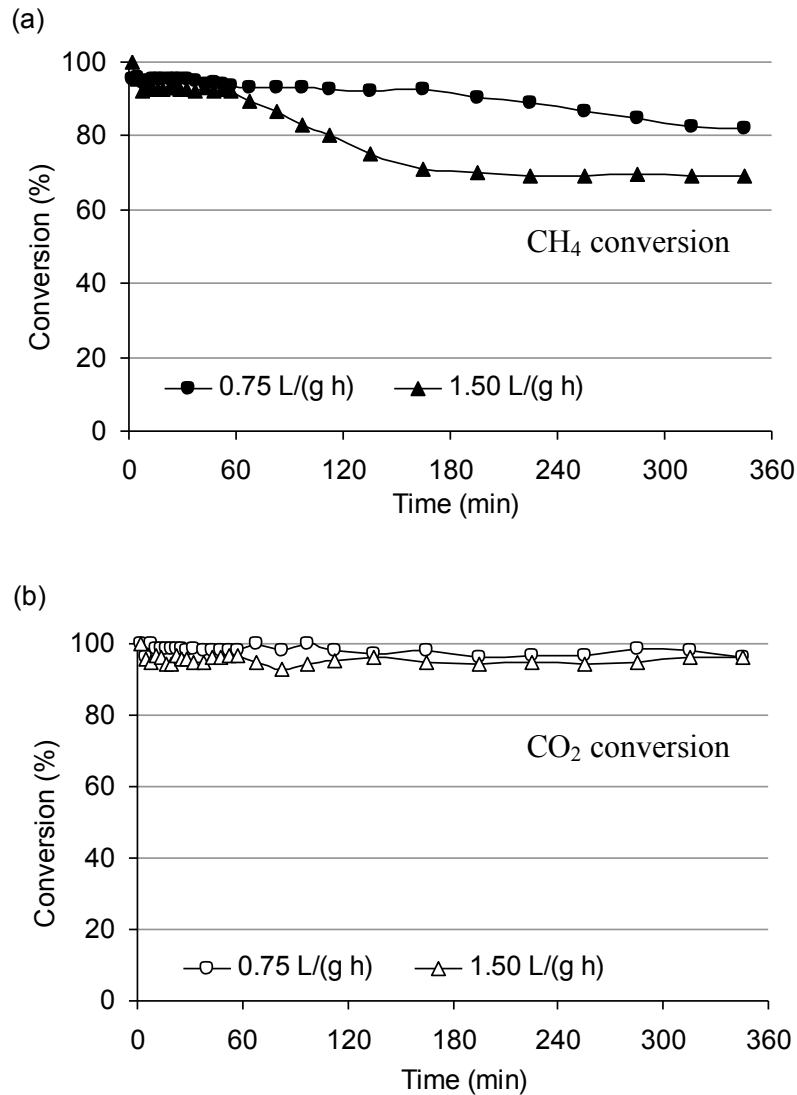 (a)
100
80
60
40
20
0
Conversion (%)
CH₄ conversion
0.75 L/(g h) 1.50 L/(g h)
0 60 120 180 240 300 360
Time (min)
(b)
100
80
60
40
20
0
Conversion (%)
CO₂ conversion
0.75 L/(g h) 1.50 L/(g h)
0 60 120 180 240 300 360
Time (min)